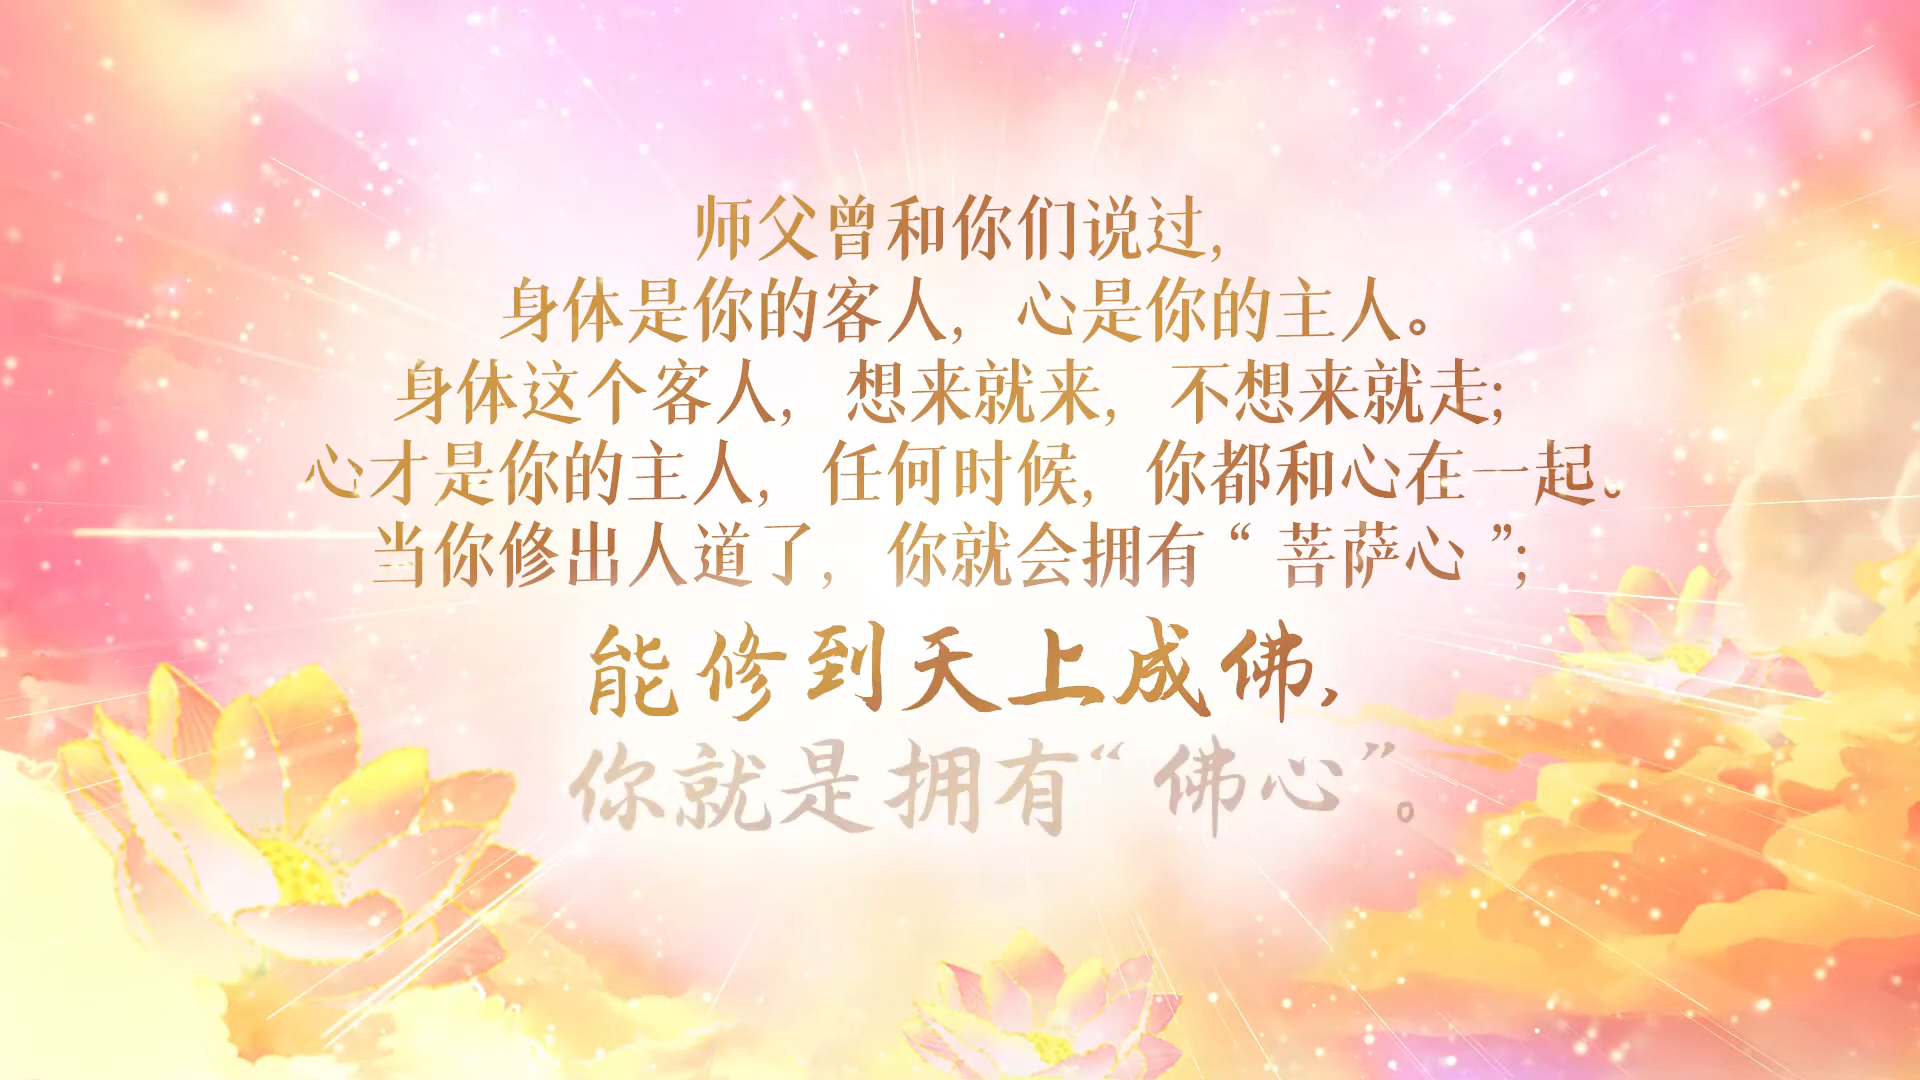 师父曾和你们说过,
身体是你的客人, 心是你的主人。
身体这个客人, 想来就来, 不想来就走;
心才是你的主人, 任何时候, 你都和心在一起。
当你修出人道了, 你就会拥有“菩萨心”;
能修到天上成佛,
你就是拥有“佛心”。